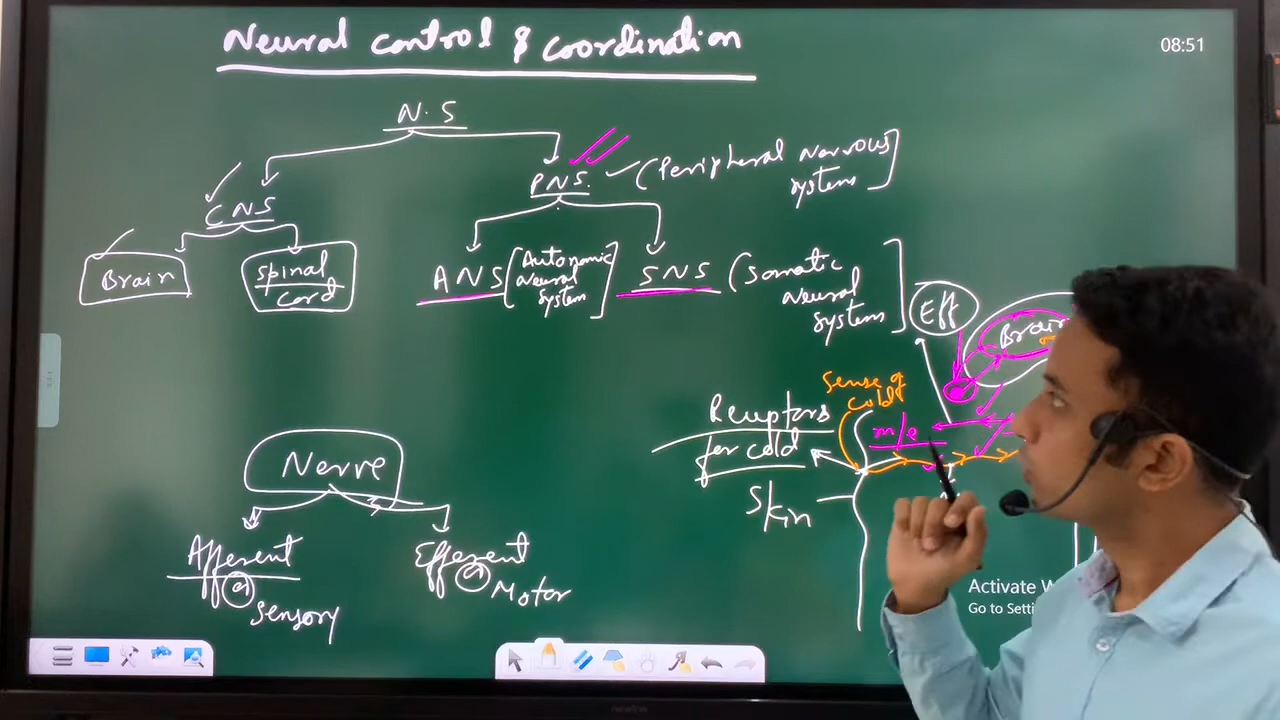 Neural control & coordination
08:51
N.S
PNS.
(Peripheral Nervous
system]
CNS
Brain
Spinal
Cord
ANS
[Autonomic
Neural
System]
SNS
(Somatic
Neural
System]
Eff
Brain
Sense of
cold
Receptors
for cold
m/e
Skin
Nerve
Afferent
Sensory
Efferent
Motor
Activate W
Go to Setti
newline